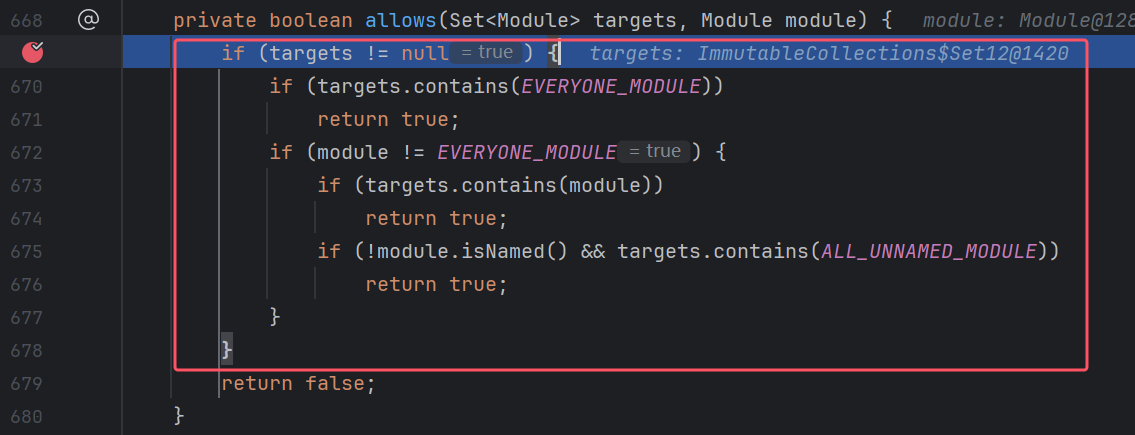 668 @ private boolean allows(Set<Module> targets, Module module) { module: Module@128
if (targets != null = true ) { targets: ImmutableCollections$Set12@1420
670 if (targets.contains(EVERYONE_MODULE))
671 return true;
672 if (module != EVERYONE_MODULE = true ) {
673 if (targets.contains(module))
674 return true;
675 if (!module.isNamed() && targets.contains(ALL_UNNAMED_MODULE))
676 return true;
677 }
678 }
679 return false;
680 }